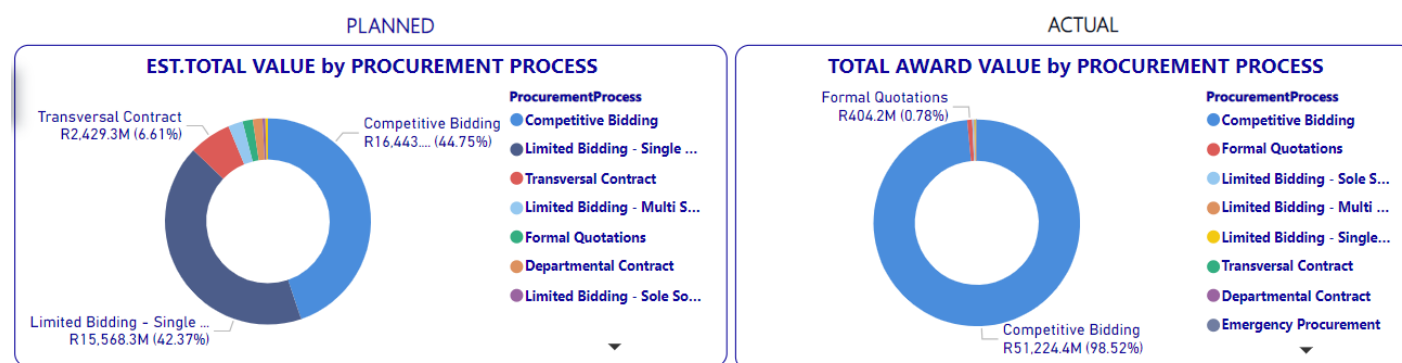 PLANNED
EST.TOTAL VALUE by PROCUREMENT PROCESS
Transversal Contract
R2,429.3M (6.61%)
Competitive Bidding
R16,443.... (44.75%)
Limited Bidding - Single ...
R15,568.3M (42.37%)
ProcurementProcess
Competitive Bidding
Limited Bidding - Single ...
Transversal Contract
Limited Bidding - Multi S...
Formal Quotations
Departmental Contract
Limited Bidding - Sole So...
ACTUAL
TOTAL AWARD VALUE by PROCUREMENT PROCESS
Formal Quotations
R404.2M (0.78%)
Competitive Bidding
R51,224.4M (98.52%)
ProcurementProcess
Competitive Bidding
Formal Quotations
Limited Bidding - Sole S...
Limited Bidding - Multi ...
Limited Bidding - Single...
Transversal Contract
Departmental Contract
Emergency Procurement